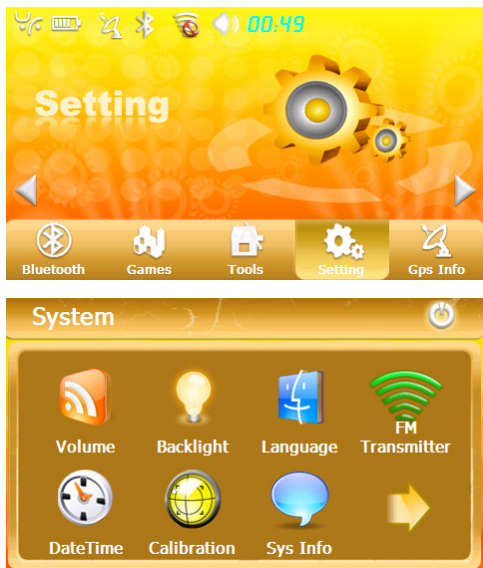 00:49
Setting
Bluetooth Games Tools Setting Gps Info
System
Volume Backlight Language FM Transmitter
DateTime Calibration Sys Info